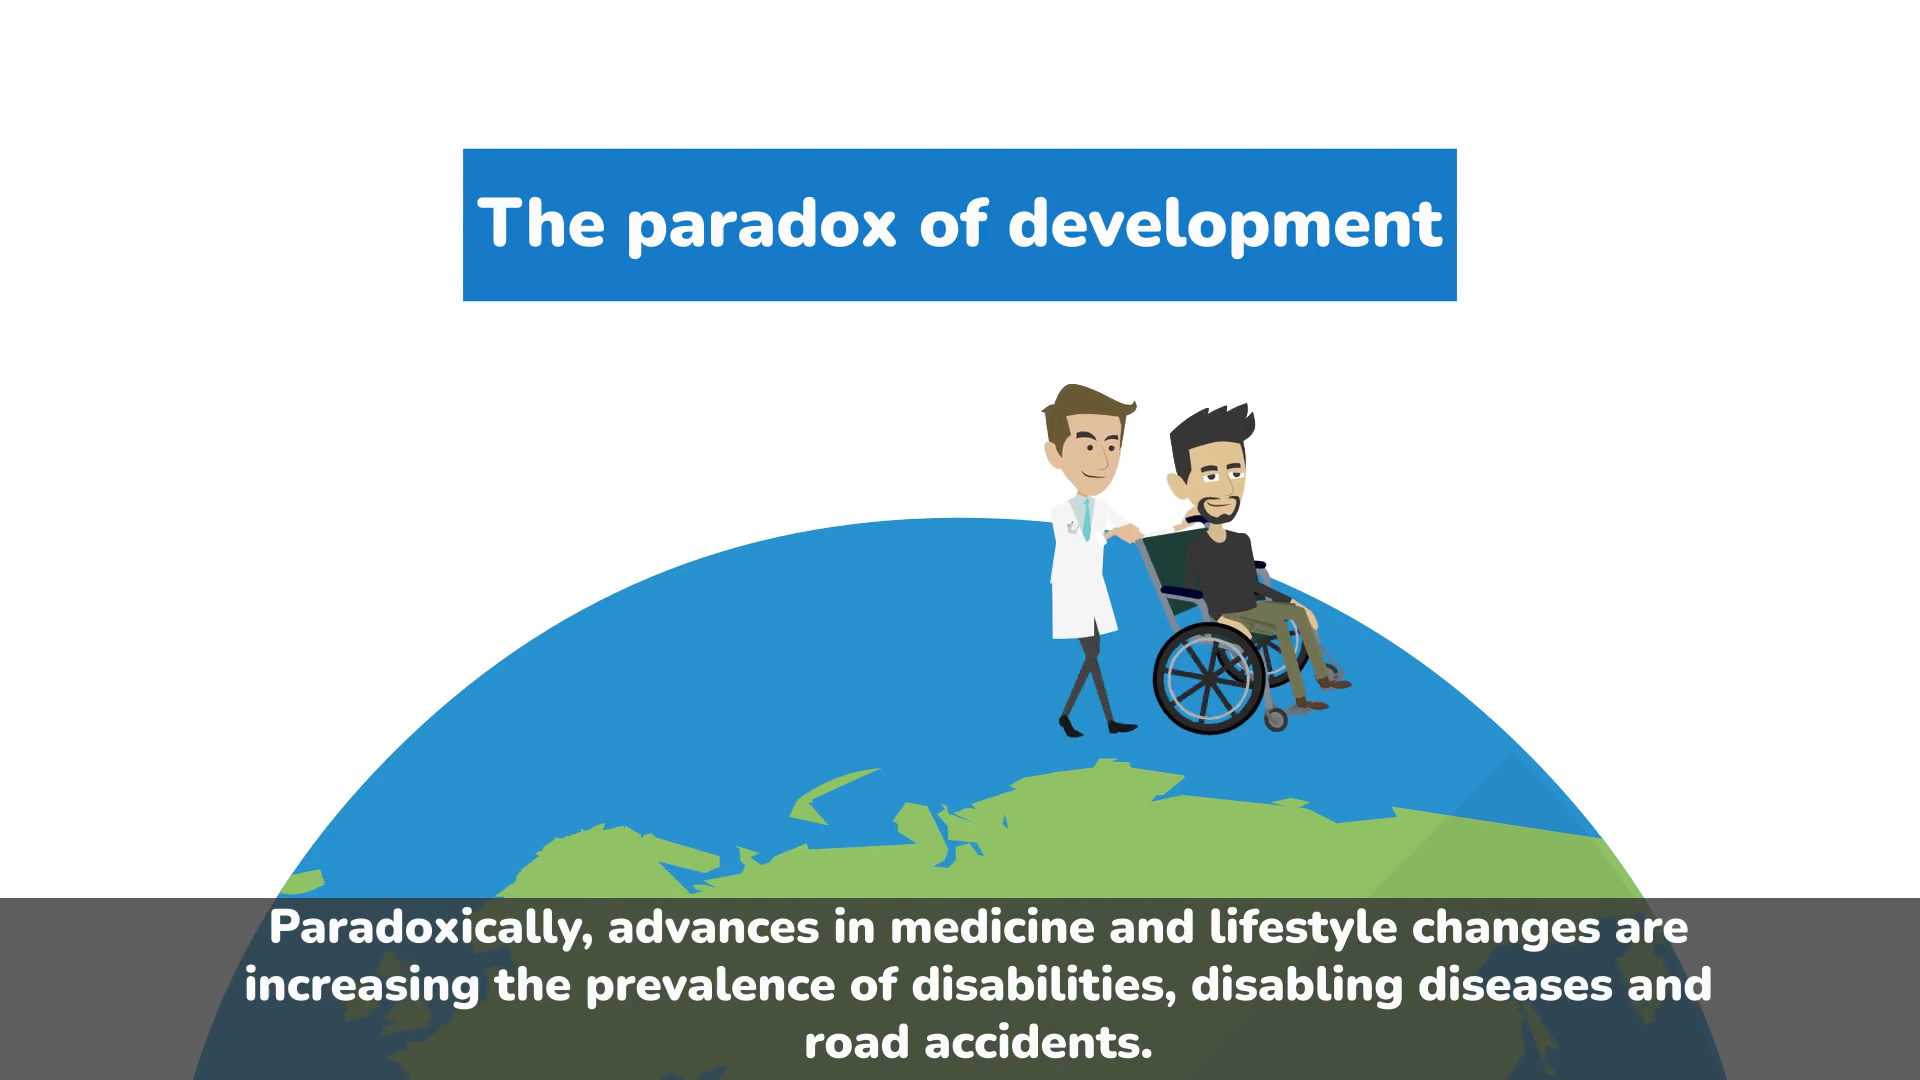 The paradox of development
Paradoxically, advances in medicine and lifestyle changes are
increasing the prevalence of disabilities, disabling diseases and
road accidents.